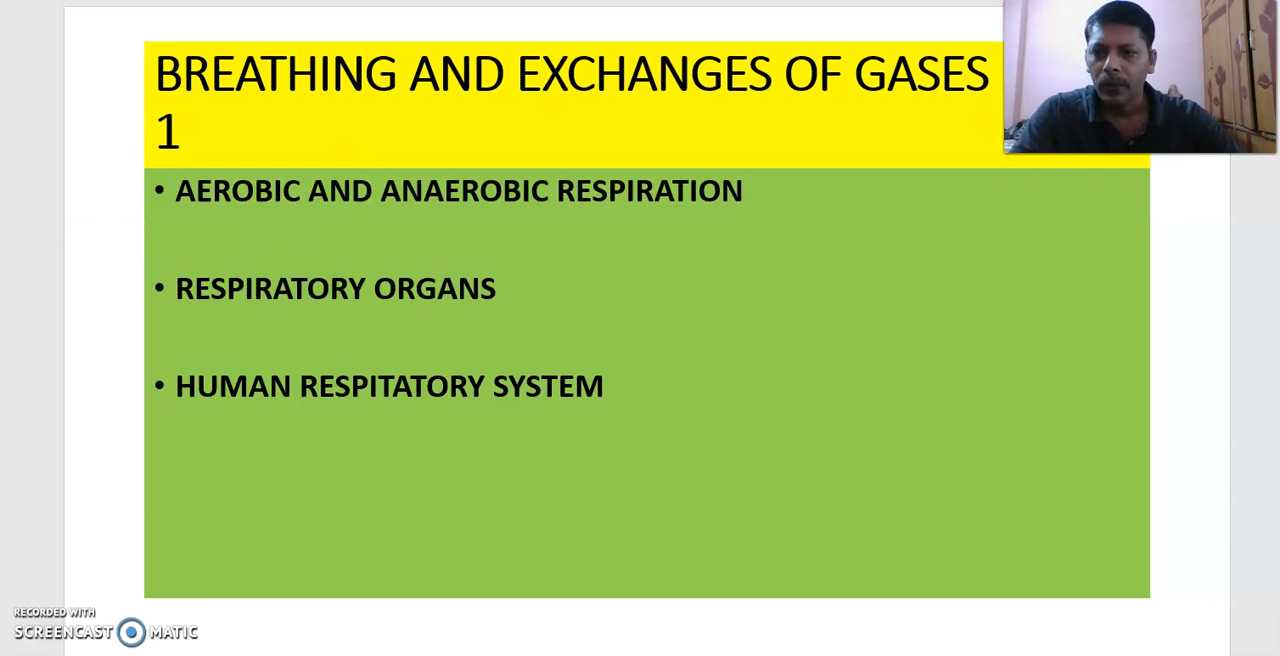 BREATHING AND EXCHANGES OF GASES
1
• AEROBIC AND ANAEROBIC RESPIRATION
• RESPIRATORY ORGANS
• HUMAN RESPITATORY SYSTEM
RECORDED WITH
SCREENCAST MATIC